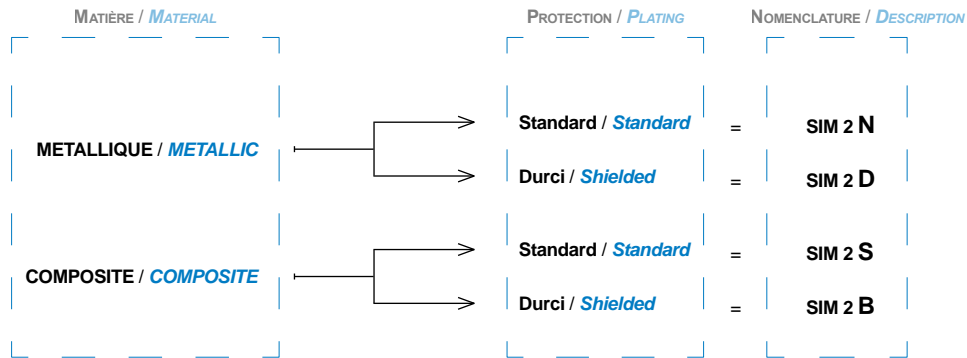 Matière / Material
Protection / Plating
Nomenclature / Description
METALLIQUE / METALLIC
Standard / Standard
=
SIM 2 N
Durci / Shielded
=
SIM 2 D
COMPOSITE / COMPOSITE
Standard / Standard
=
SIM 2 S
Durci / Shielded
=
SIM 2 B